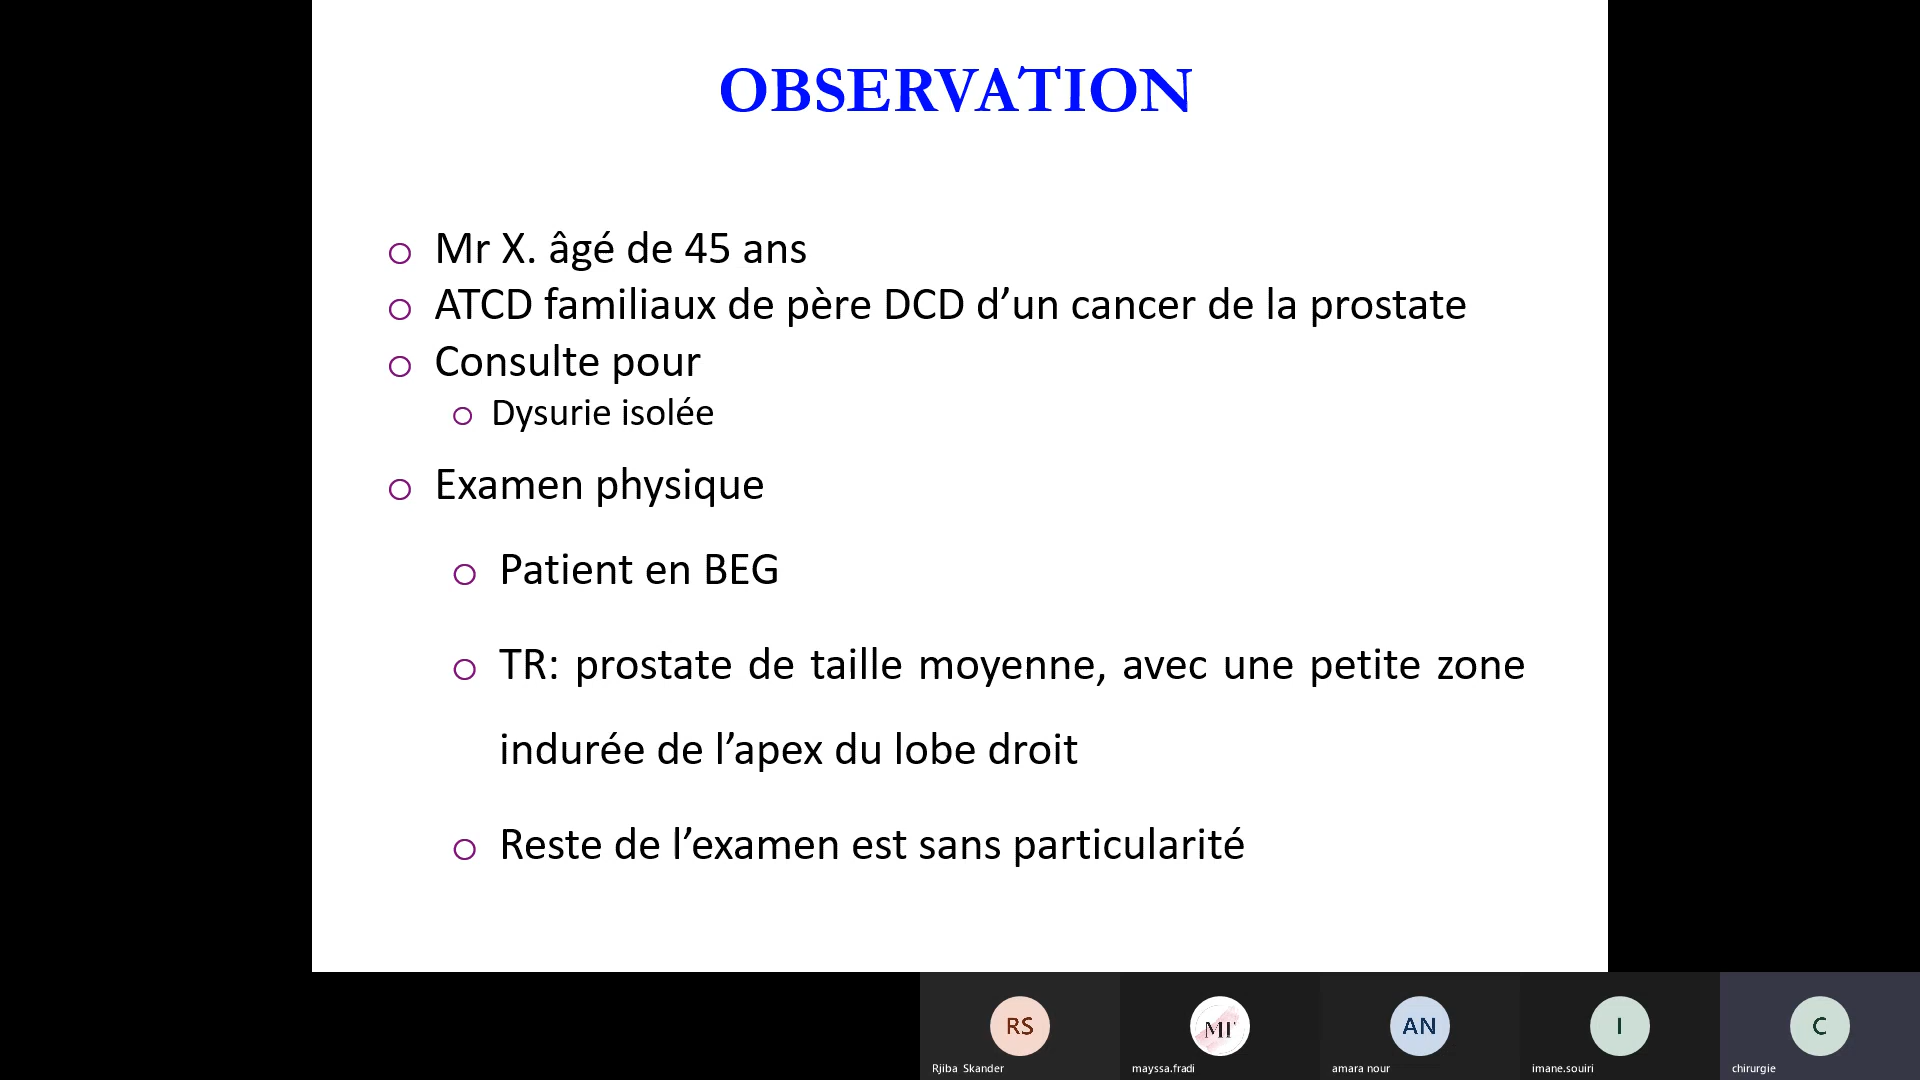 OBSERVATION
Mr X. âgé de 45 ans
ATCD familiaux de père DCD d’un cancer de la prostate
Consulte pour
Dysurie isolée
Examen physique
Patient en BEG
TR: prostate de taille moyenne, avec une petite zone
indurée de l’apex du lobe droit
Reste de l’examen est sans particularité
RS
MF
AN
I
C
Rjiba Skander
mayssa.fradi
amara nour
imane.souiri
chirurgie